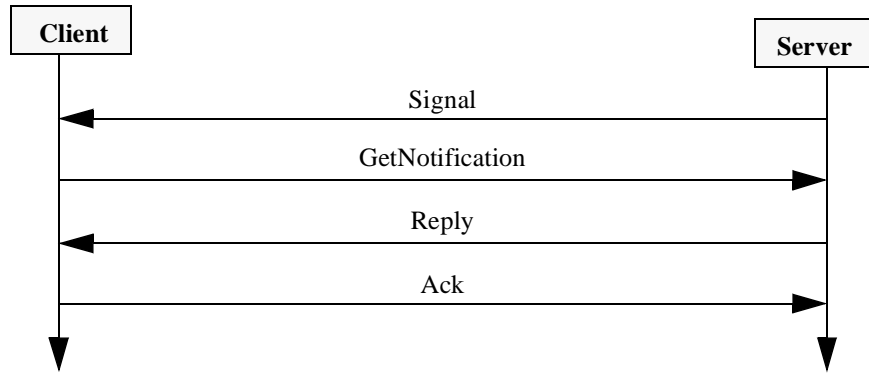 Client
Server
Signal
GetNotification
Reply
Ack